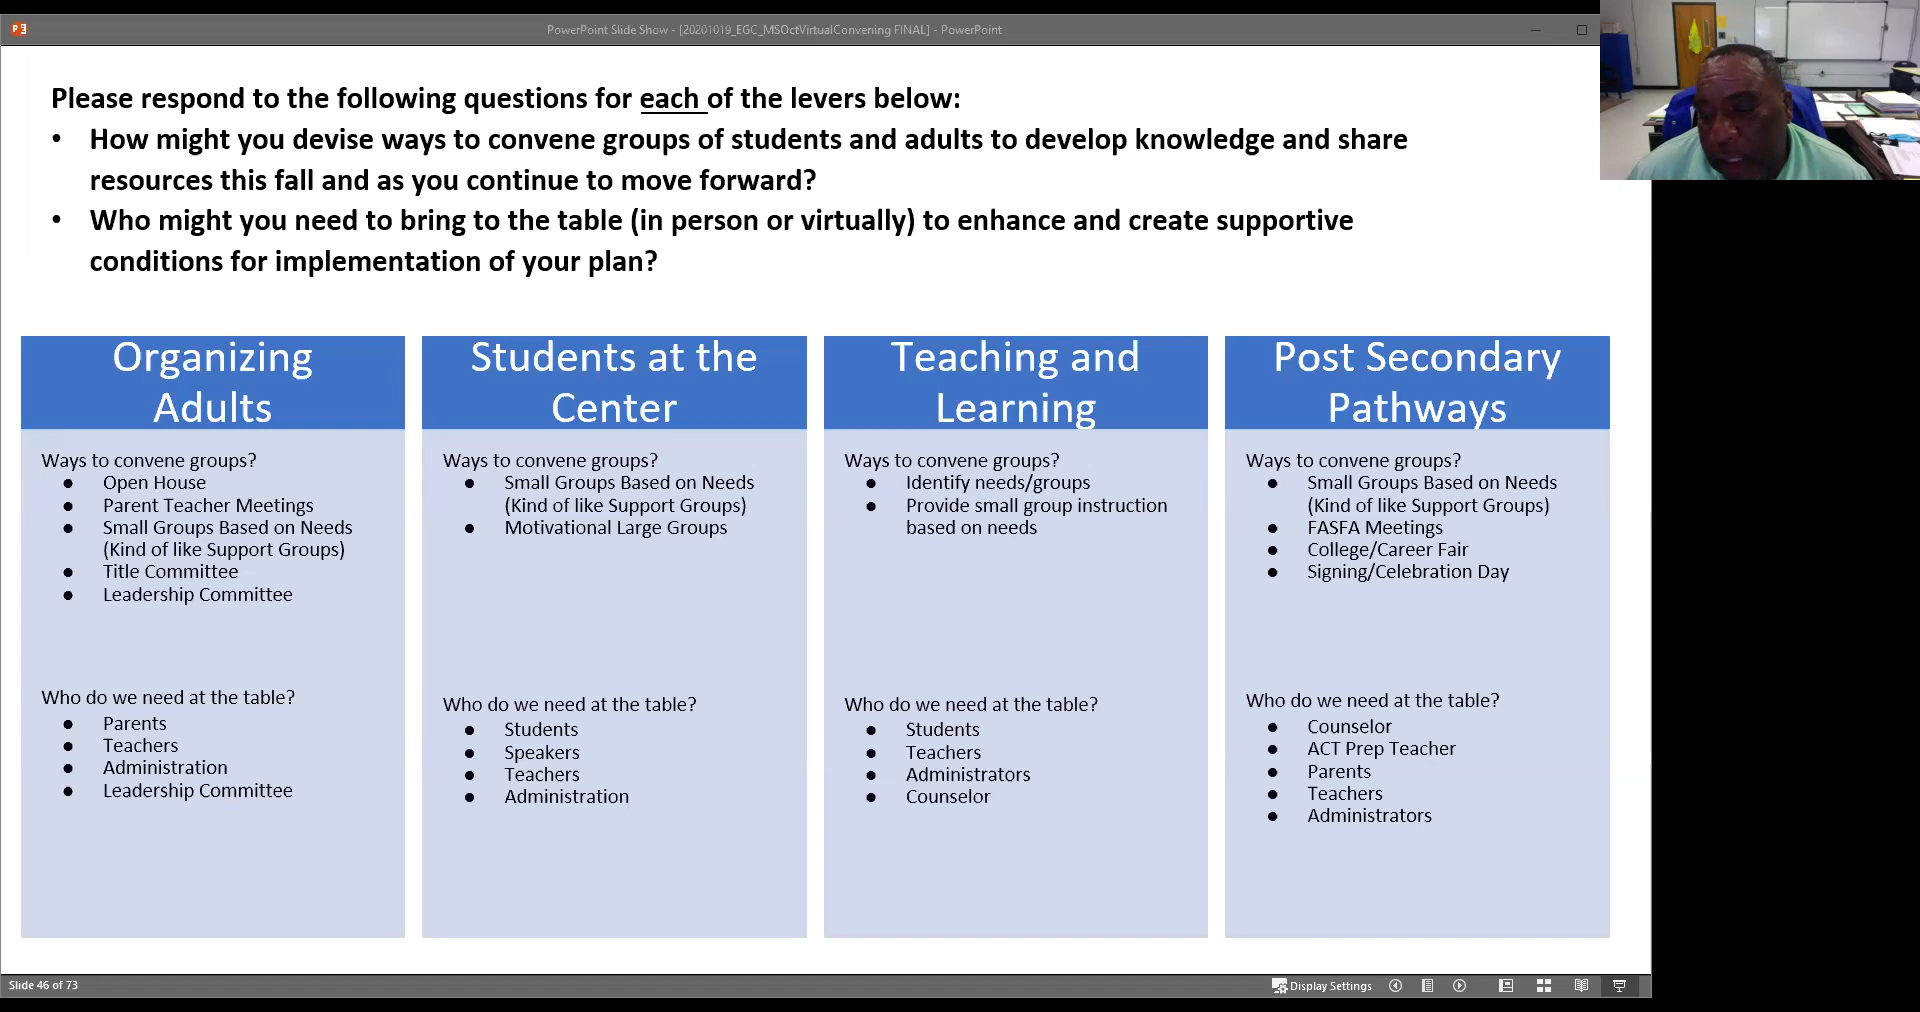 PowerPoint Slide Show - [20201019_EGC_MSOctVirtualConvening FINAL] - PowerPoint
Please respond to the following questions for each of the levers below:
• How might you devise ways to convene groups of students and adults to develop knowledge and share
resources this fall and as you continue to move forward?
• Who might you need to bring to the table (in person or virtually) to enhance and create supportive
conditions for implementation of your plan?
Organizing
Adults
Ways to convene groups?
● Open House
● Parent Teacher Meetings
● Small Groups Based on Needs
(Kind of like Support Groups)
● Title Committee
● Leadership Committee
Who do we need at the table?
● Parents
● Teachers
● Administration
● Leadership Committee
Students at the
Center
Ways to convene groups?
● Small Groups Based on Needs
(Kind of like Support Groups)
● Motivational Large Groups
Who do we need at the table?
● Students
● Speakers
● Teachers
● Administration
Teaching and
Learning
Ways to convene groups?
● Identify needs/groups
● Provide small group instruction
based on needs
Who do we need at the table?
● Students
● Teachers
● Administrators
● Counselor
Post Secondary
Pathways
Ways to convene groups?
● Small Groups Based on Needs
(Kind of like Support Groups)
● FASFA Meetings
● College/Career Fair
● Signing/Celebration Day
Who do we need at the table?
● Counselor
● ACT Prep Teacher
● Parents
● Teachers
● Administrators
Slide 46 of 73
Display Settings